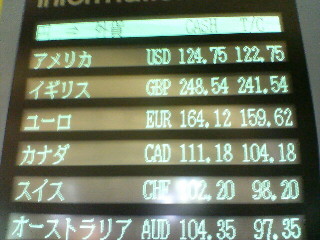 Informati
⇒ 外貨 CASH T/C
アメリカ USD 124.75 122.75
イギリス GBP 248.54 241.54
ユーロ EUR 164.12 159.62
カナダ CAD 111.18 104.18
スイス CHF 102.20 98.20
オーストラリア AUD 104.35 97.35